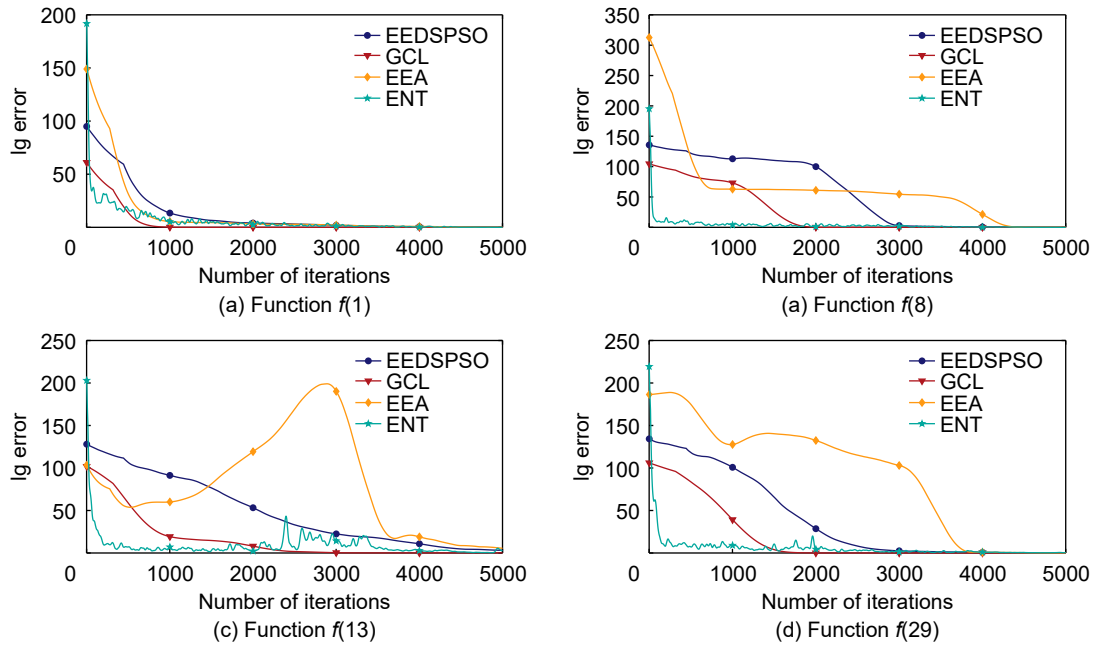 200
150
100
50
0
1000
2000
3000
4000
5000
lg error
EEDSPSO
GCL
EEA
ENT
Number of iterations
(a) Function f(1)
350
300
250
200
150
100
50
0
1000
2000
3000
4000
5000
lg error
EEDSPSO
GCL
EEA
ENT
Number of iterations
(a) Function f(8)
250
200
150
100
50
0
1000
2000
3000
4000
5000
lg error
EEDSPSO
GCL
EEA
ENT
Number of iterations
(c) Function f(13)
250
200
150
100
50
0
1000
2000
3000
4000
5000
lg error
EEDSPSO
GCL
EEA
ENT
Number of iterations
(d) Function f(29)